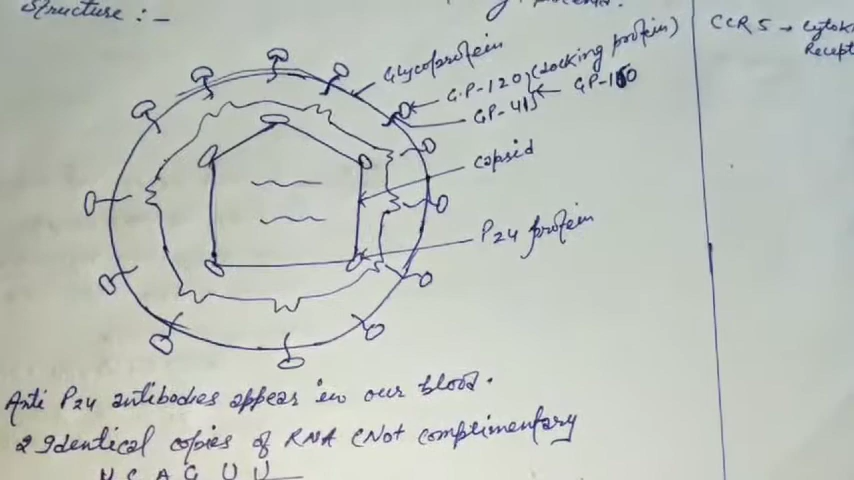 Structure :-
CCR 5 → Cytok
Recept
Glycoprotein
G.P-120 (docking protein)
GP-41
GP-160
capsid
P24 protein
Anti P24 antibodies appear in our blood.
2 Identical copies of RNA (Not complimentary
U C A G U U